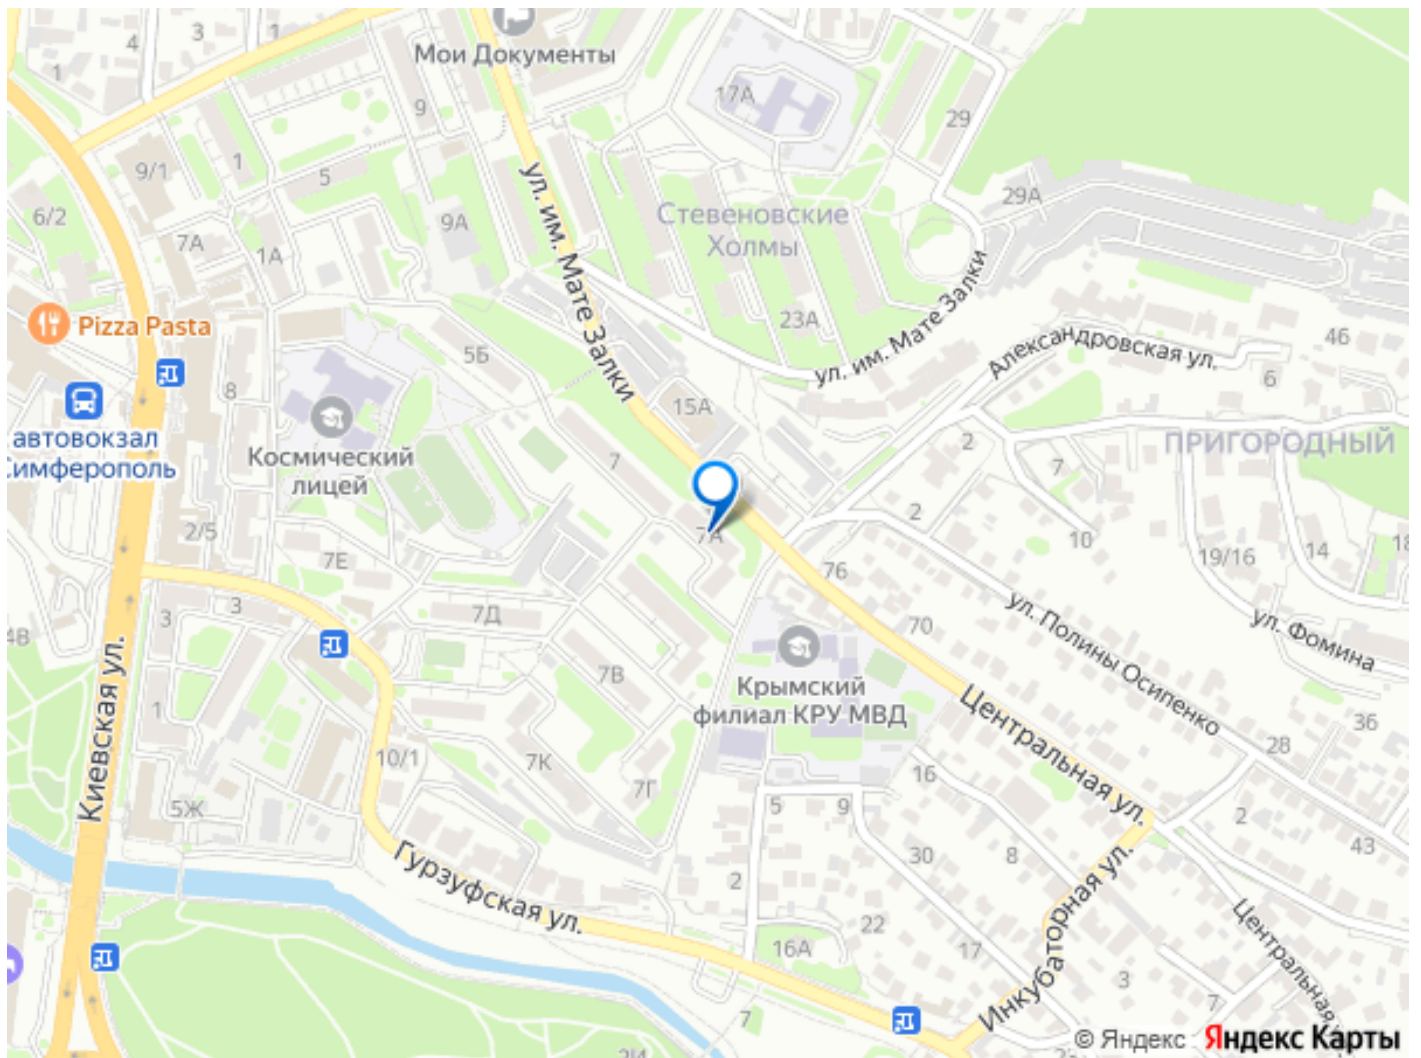 4
3
1
1
Мои Документы
9
17А
29
9/1
1
5
ул. им. Мате Залки
6/2
7А
1А
9А
Стевеновские
Холмы
29А
Pizza Pasta
5Б
23А
ул. им. Мате Залки
Александровская ул.
46
6
8
15А
автовокзал
Симферополь
Космический
лицей
7
2
7
ПРИГОРОДНЫЙ
2/5
7Е
7А
2
10
19/16
14
18
3
3
7Д
76
70
ул. Полины Осипенко
ул. Фомина
4В
Киевская ул.
1
7В
Крымский
филиал КРУ МВД
Центральная ул.
36
28
10/1
7К
7Г
5Ж
16
5
9
2
43
Гурзуфская ул.
30
8
2
22
16А
17
Инкубаторная ул.
Центральная
3
7
7
2И
23
© Яндекс Яндекс Карты